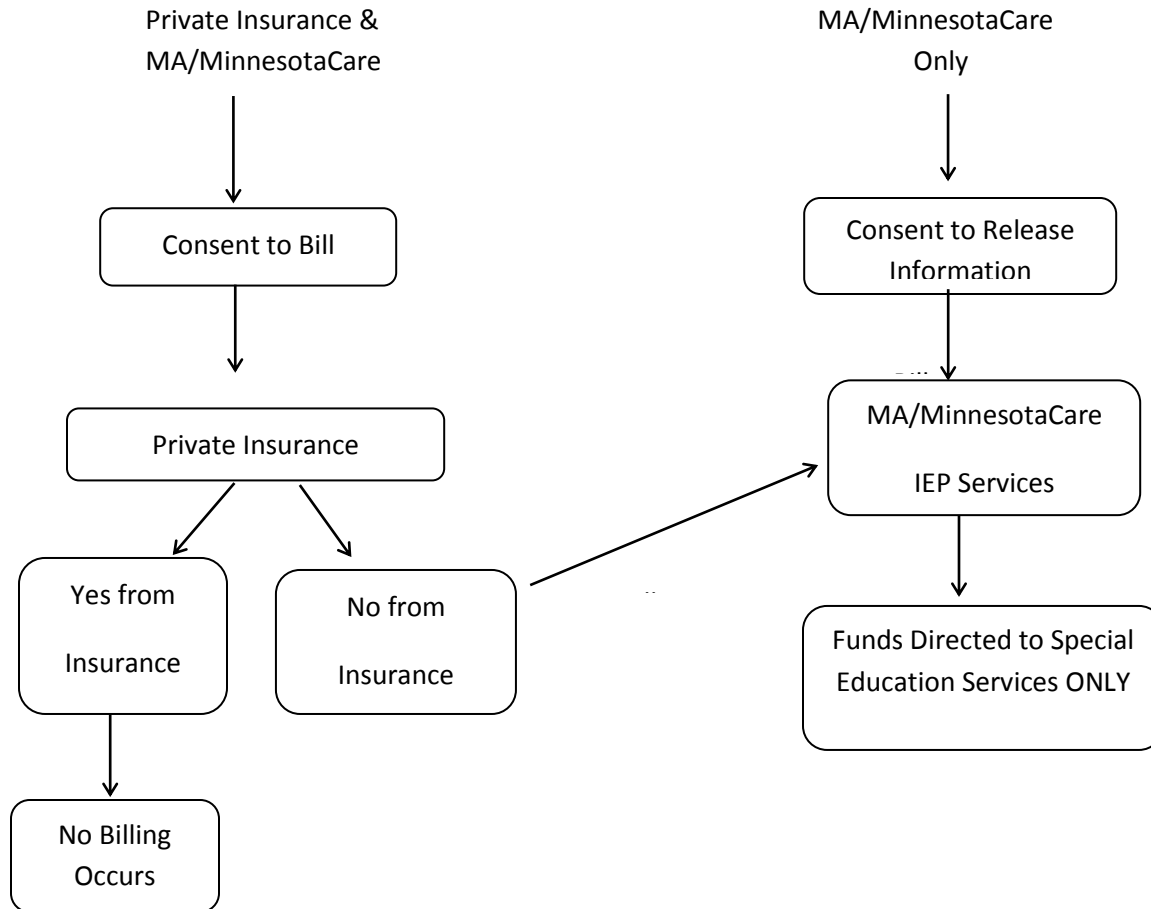 Private Insurance &
MA/MinnesotaCare
Consent to Bill
Private Insurance
Yes from
Insurance
No from
Insurance
No Billing
Occurs
MA/MinnesotaCare
Only
Consent to Release
Information
MA/MinnesotaCare
IEP Services
Funds Directed to Special
Education Services ONLY